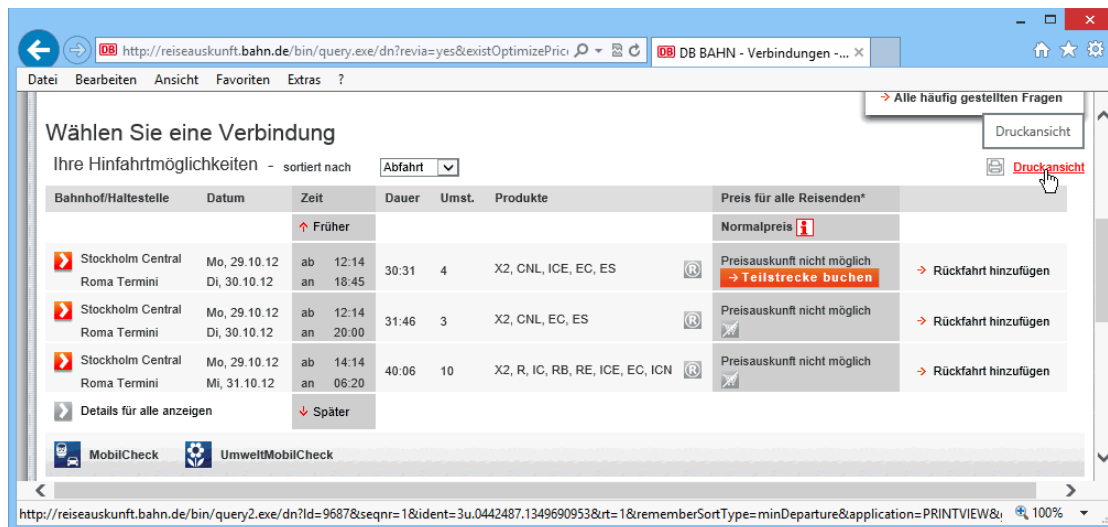 http://reiseauskunft.bahn.de/bin/query.exe/dn?revia=yes&existOptimizePric
DB BAHN - Verbindungen -...
Datei Bearbeiten Ansicht Favoriten Extras ?
Alle häufig gestellten Fragen
Wählen Sie eine Verbindung
Druckansicht
Ihre Hinfahrtmöglichkeiten - sortiert nach Abfahrt
Druckansicht
Bahnhof/Haltestelle Datum Zeit Dauer Umst. Produkte Preis für alle Reisenden*
Früher Normalpreis
Stockholm Central Mo, 29.10.12 ab 12:14 30:31 4 X2, CNL, ICE, EC, ES R Preisauskunft nicht möglich
Roma Termini Di, 30.10.12 an 18:45 Teilstrecke buchen Rückfahrt hinzufügen
Stockholm Central Mo, 29.10.12 ab 12:14 31:46 3 X2, CNL, EC, ES R Preisauskunft nicht möglich
Roma Termini Di, 30.10.12 an 20:00 Rückfahrt hinzufügen
Stockholm Central Mo, 29.10.12 ab 14:14 40:06 10 X2, R, IC, RB, RE, ICE, EC, ICN R Preisauskunft nicht möglich
Roma Termini Mi, 31.10.12 an 06:20 Rückfahrt hinzufügen
Details für alle anzeigen Später
MobilCheck UmweltMobilCheck
http://reiseauskunft.bahn.de/bin/query2.exe/dn?ld=9687&seqnr=1&ident=3u.0442487.1349690953&rt=1&rememberSortType=minDeparture&application=PRINTVIEW& 100%